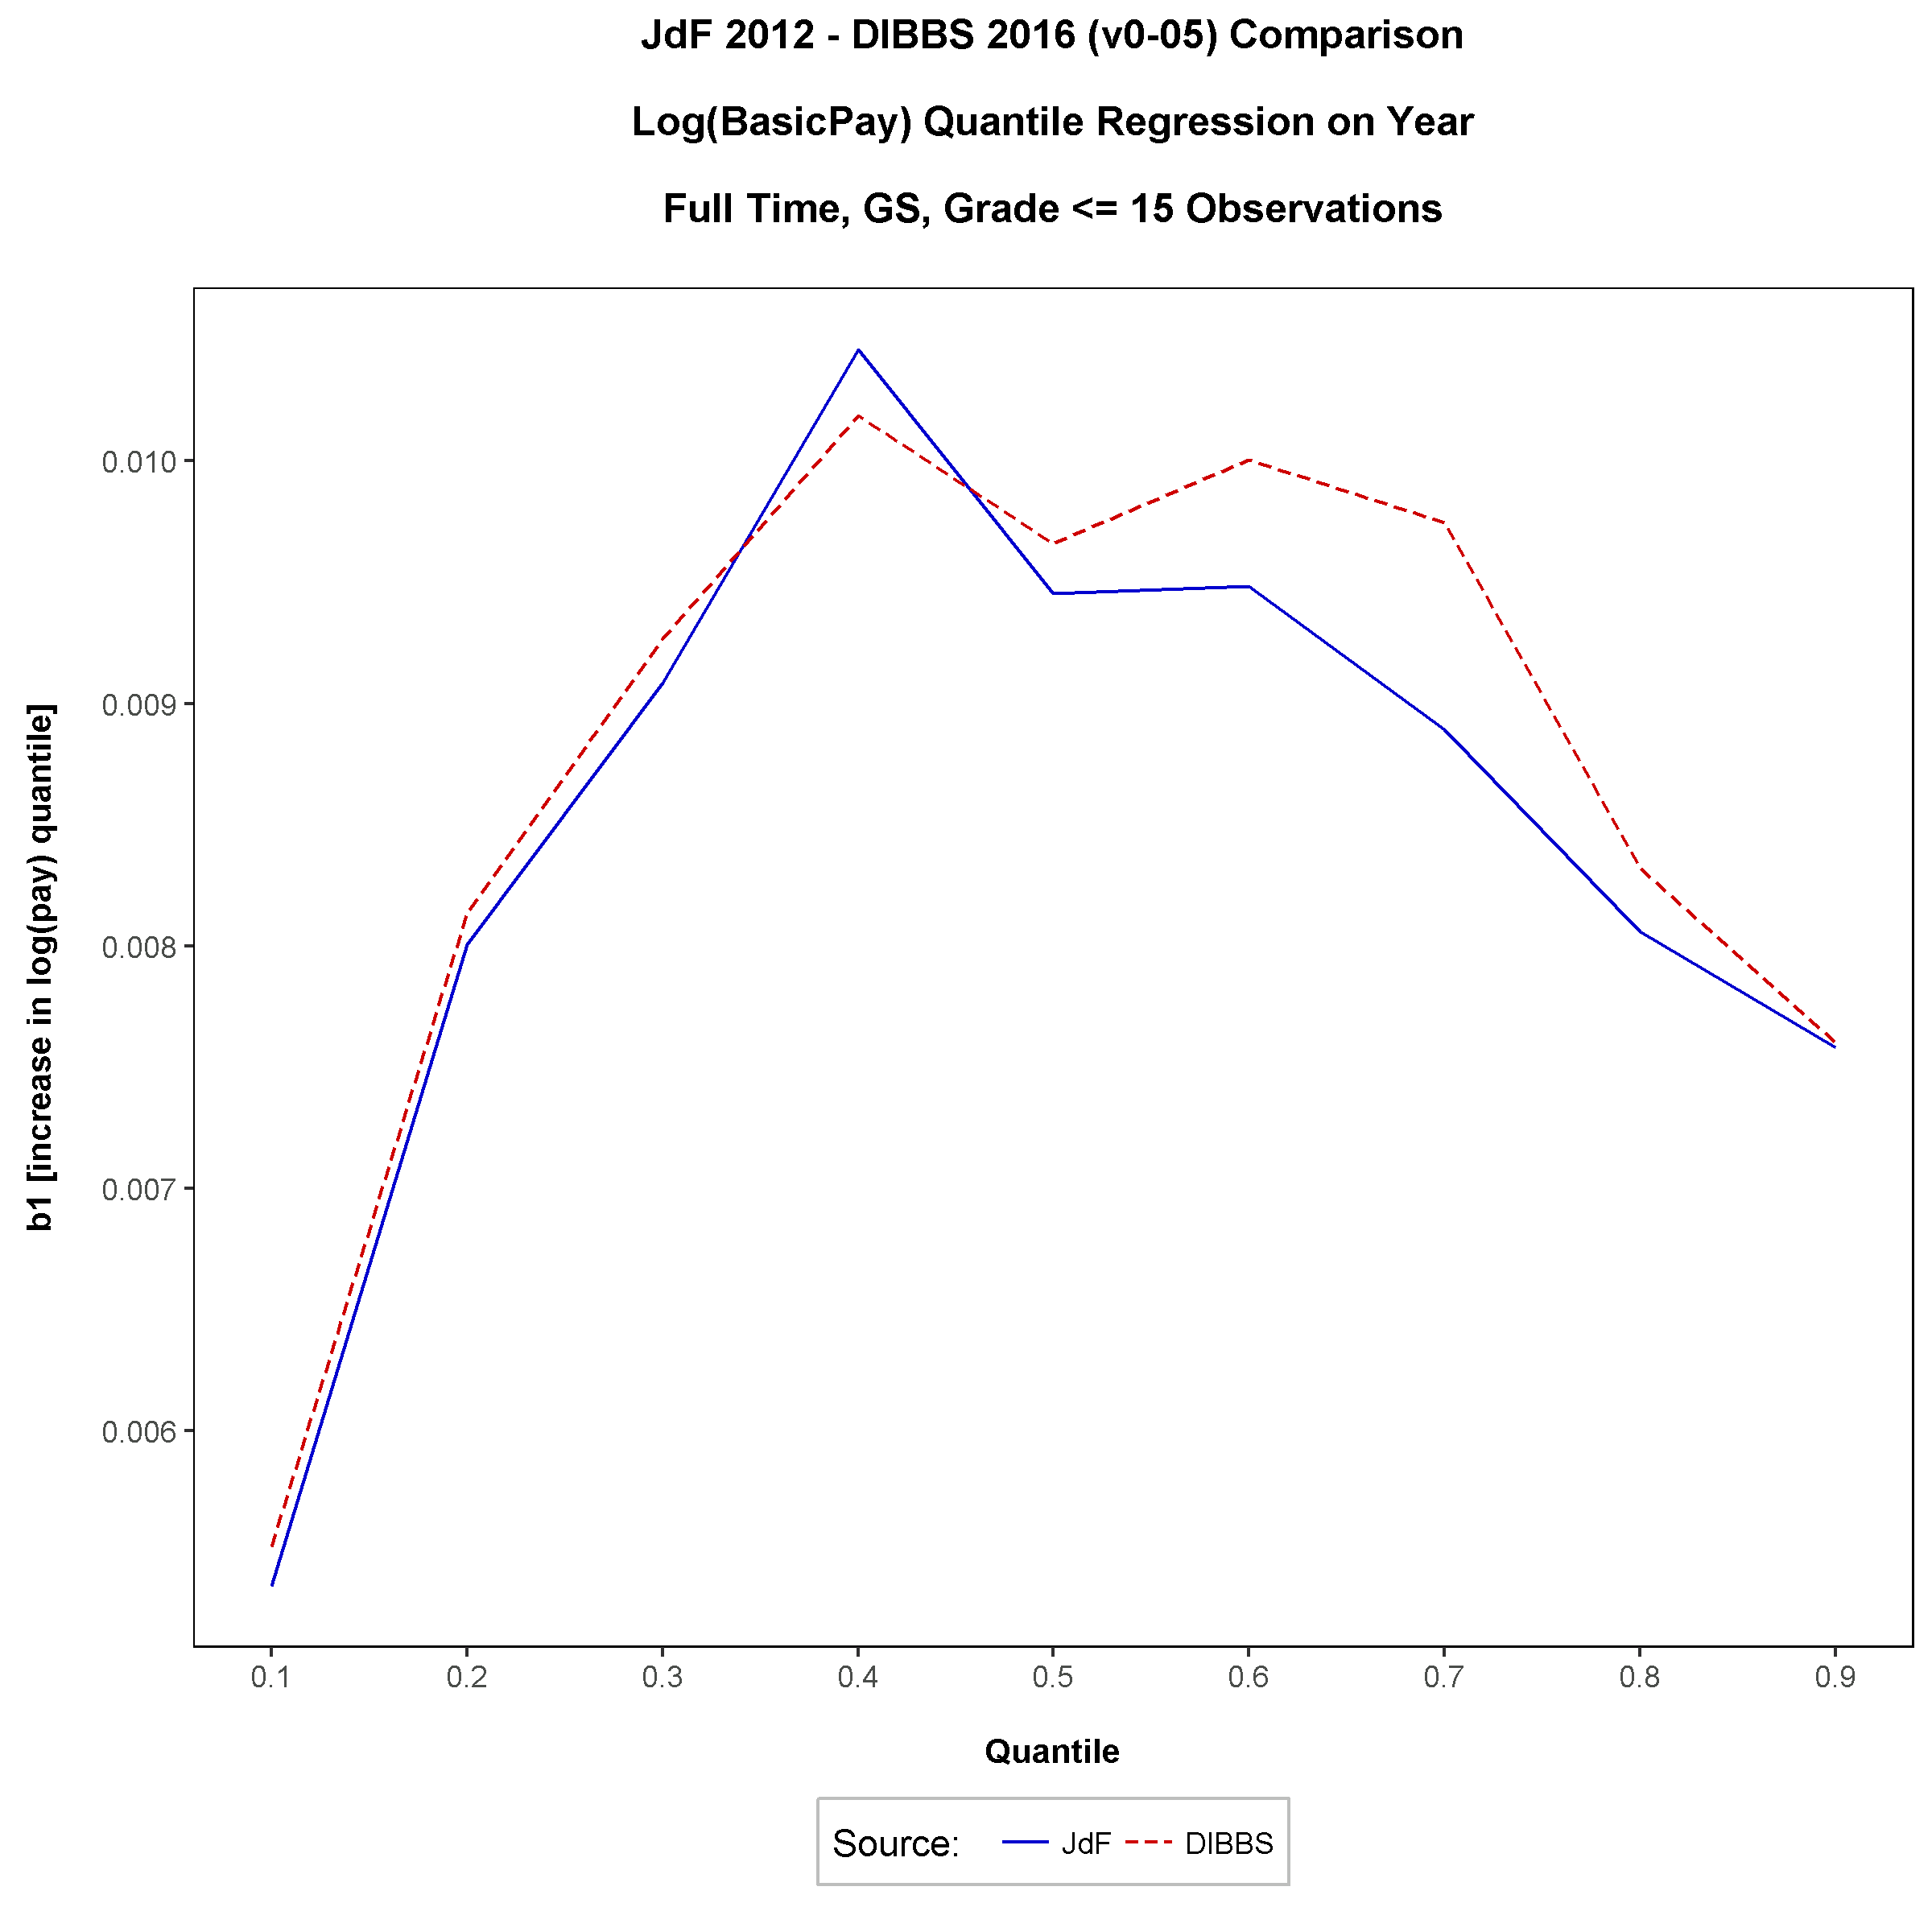 JdF 2012 - DIBBS 2016 (v0-05) Comparison
Log(BasicPay) Quantile Regression on Year
Full Time, GS, Grade <= 15 Observations
b1 [increase in log(pay) quantile]
0.010
0.009
0.008
0.007
0.006
0.1 0.2 0.3 0.4 0.5 0.6 0.7 0.8 0.9
Quantile
Source: JdF DIBBS